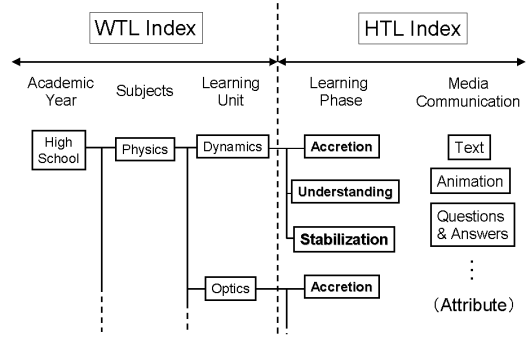 WTL Index
HTL Index
Academic
Year
Subjects
Learning
Unit
Learning
Phase
Media
Communication
High
School
Physics
Dynamics
Accretion
Text
Understanding
Animation
Stabilization
Questions
& Answers
Optics
Accretion
(Attribute)